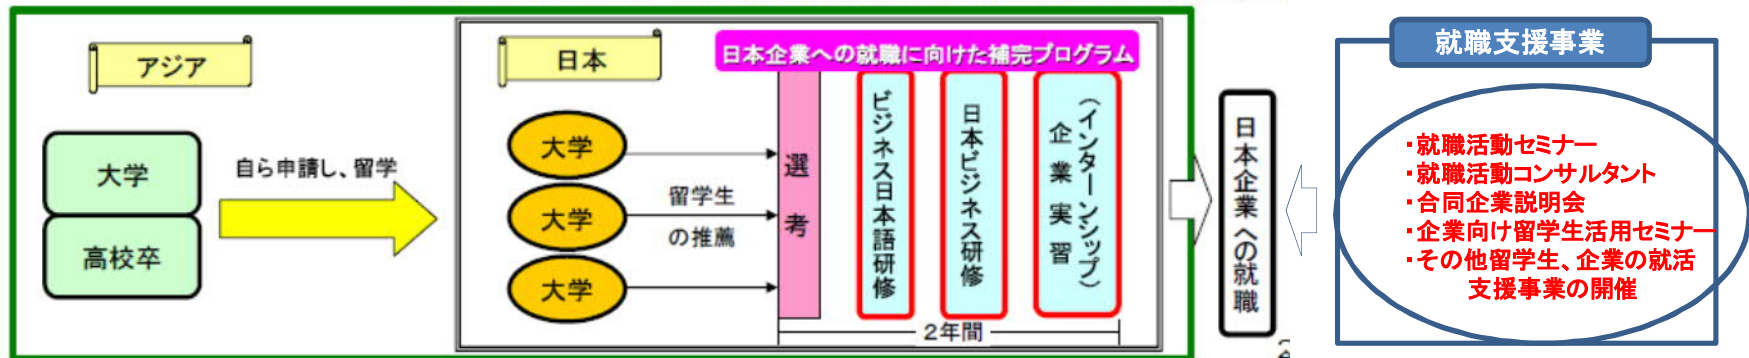 アジア
大学
高校卒
自ら申請し、留学
日本
大学
大学
大学
留学生
の推薦
日本企業への就職に向けた補完プログラム
選考
ビジネス日本語研修
日本ビジネス研修
企業実習
(インターンシップ)
2年間
日本企業への就職
就職支援事業
・就職活動セミナー
・就職活動コンサルタント
・合同企業説明会
・企業向け留学生活用セミナー
・その他留学生、企業の就活
支援事業の開催